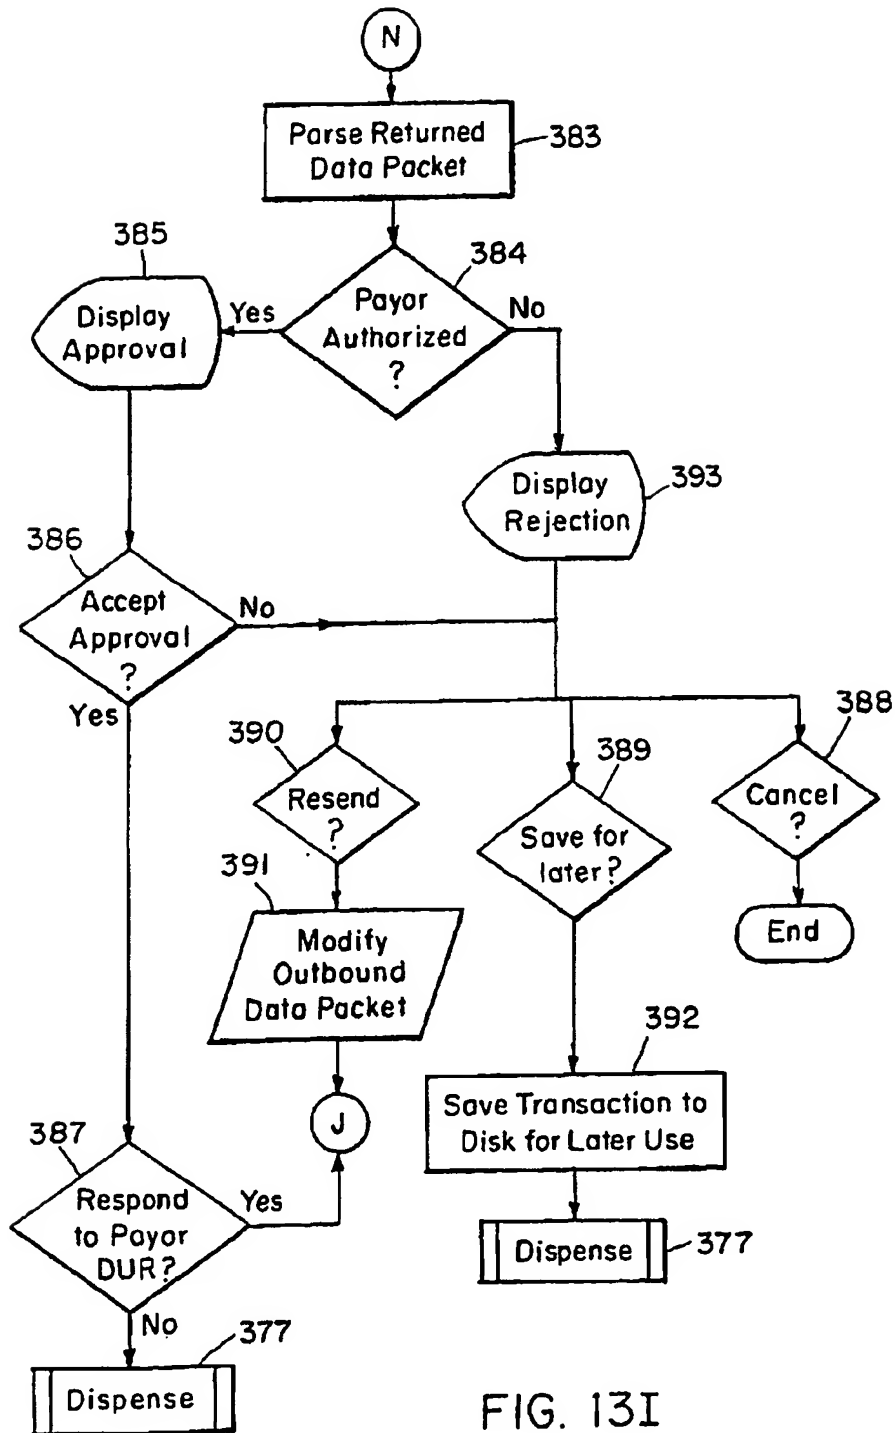 N
Parse Returned
Data Packet
383
384
Payor
Authorized
?
Yes
No
385
Display
Approval
Display
Rejection
393
386
Accept
Approval
?
No
Yes
390
Resend
?
389
Save for
later?
388
Cancel
?
End
391
Modify
Outbound
Data Packet
J
392
Save Transaction to
Disk for Later Use
Dispense
377
387
Respond
to Payor
DUR?
Yes
No
377
Dispense
FIG. 13I